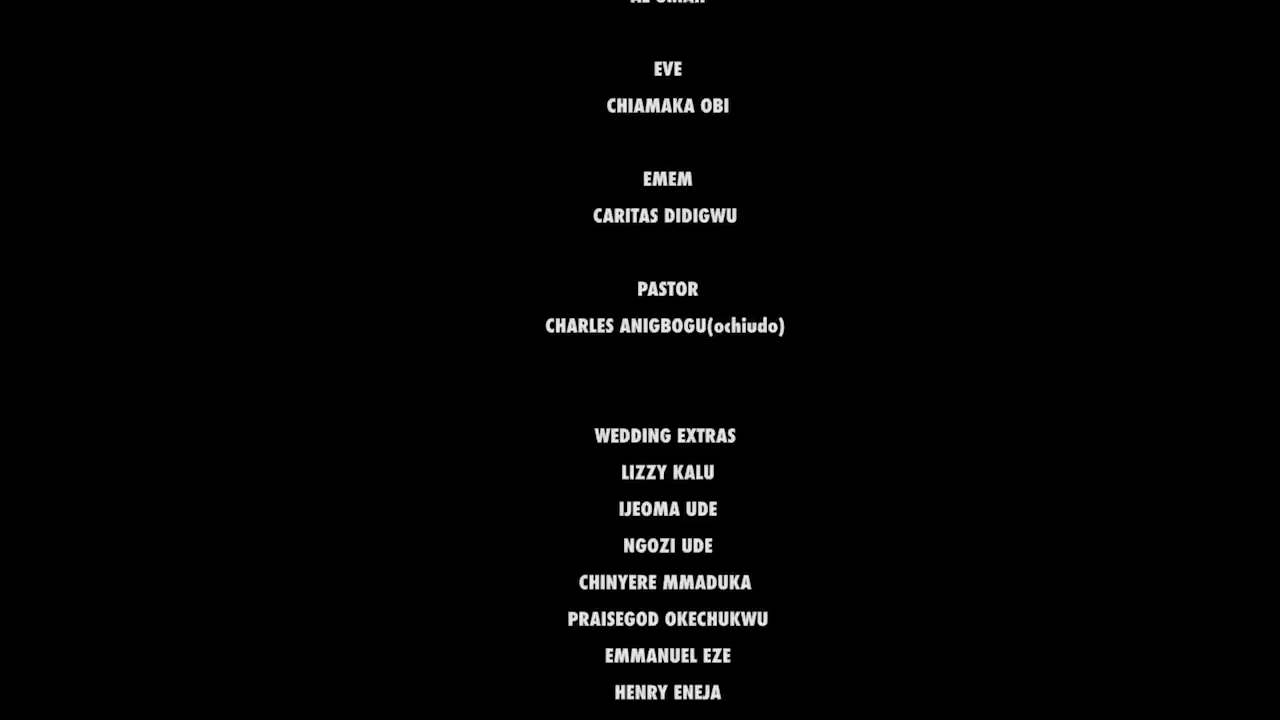 EVE
CHIAMAKA OBI
EMEM
CARITAS DIDIGWU
PASTOR
CHARLES ANIGBOGU(ochiudo)
WEDDING EXTRAS
LIZZY KALU
IJEOMA UDE
NGOZI UDE
CHINYERE MMADUKA
PRAISEGOD OKECHUKWU
EMMANUEL EZE
HENRY ENEJA